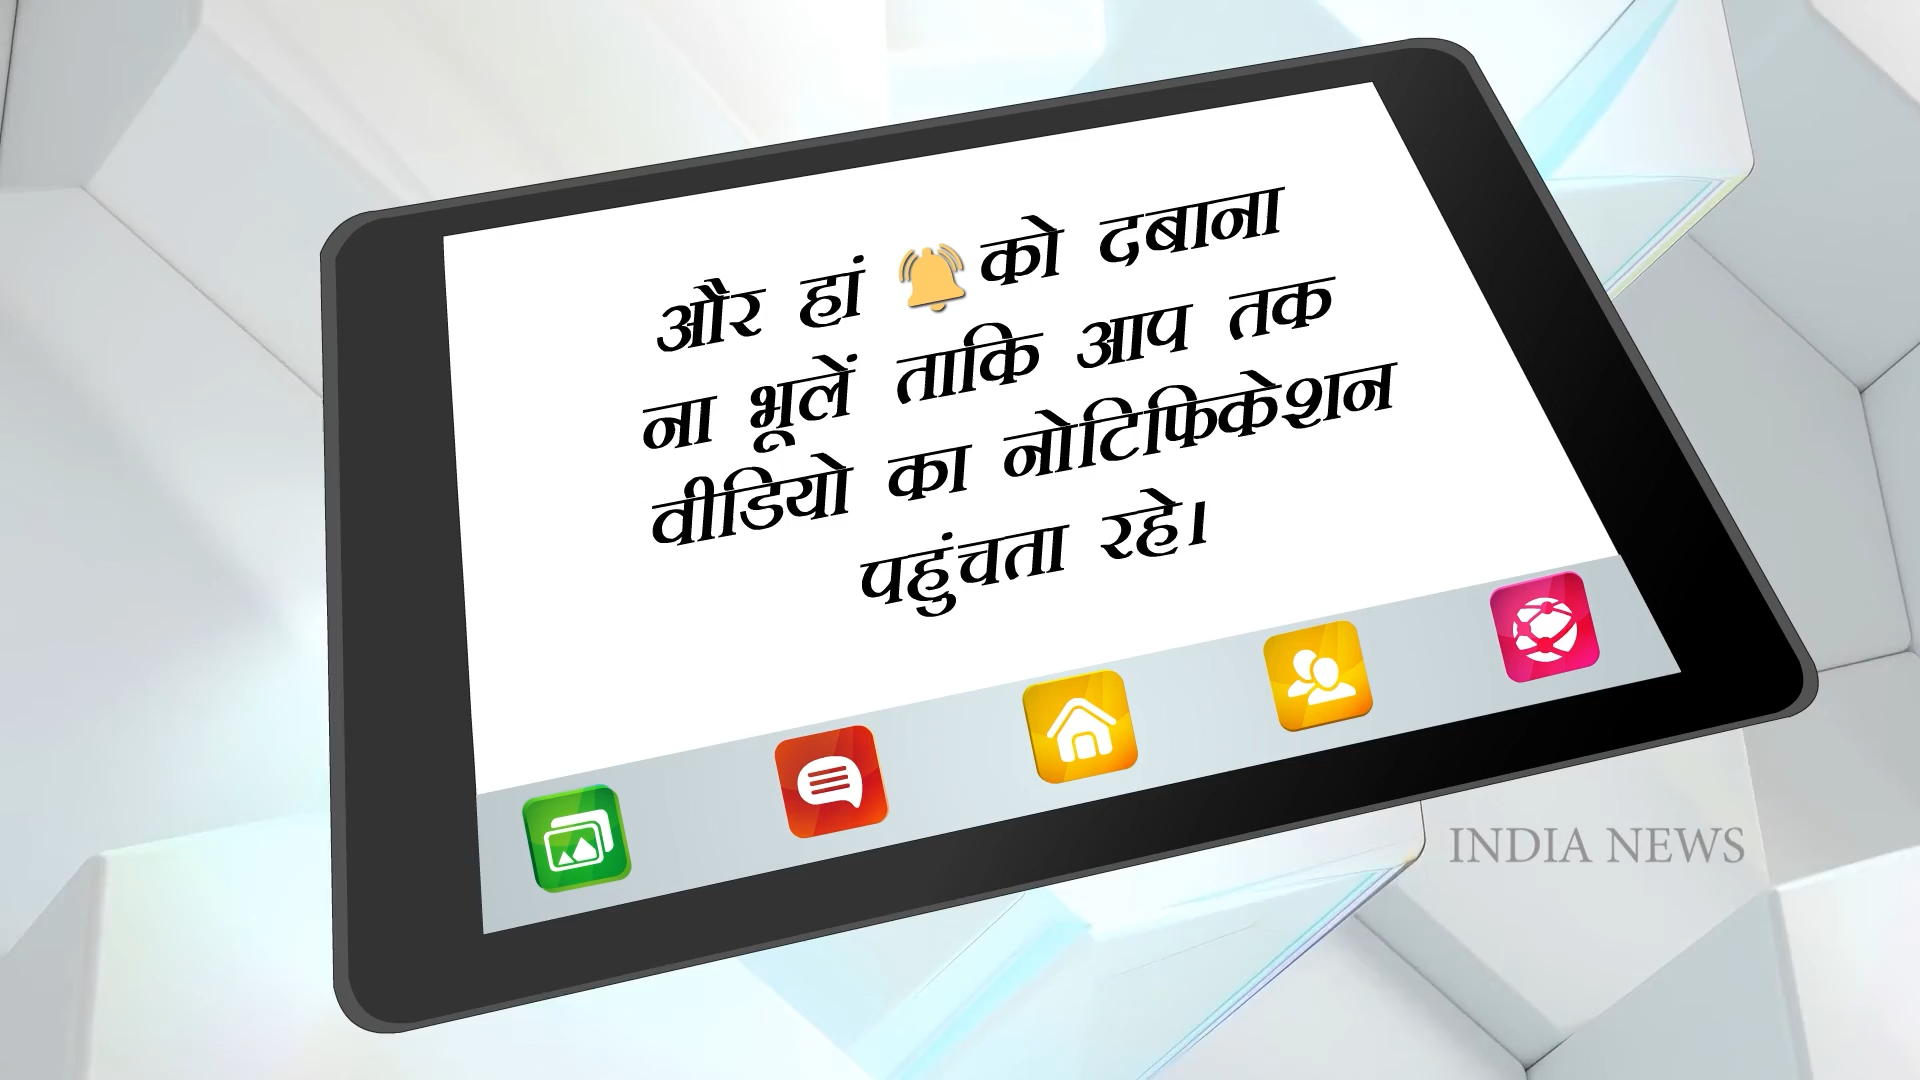 और हां 🔔 को दबाना
ना भूलें ताकि आप तक
वीडियो का नोटिफिकेशन
पहुंचता रहे।
INDIA NEWS